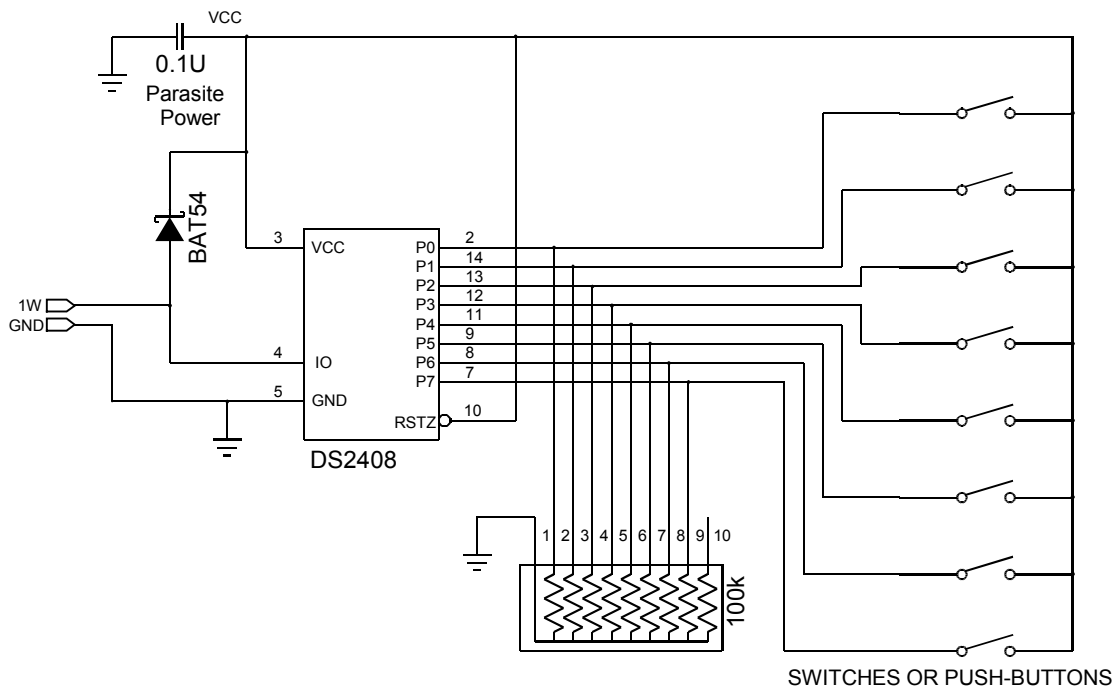 VCC
0.1U
Parasite
Power
BAT54
3 VCC P0 2
P1 14
P2 13
1W P3 12
GND P4 11
P5 9
4 IO P6 8
P7 7
5 GND
RSTZ 10
DS2408
1 2 3 4 5 6 7 8 9 10
100k
SWITCHES OR PUSH-BUTTONS